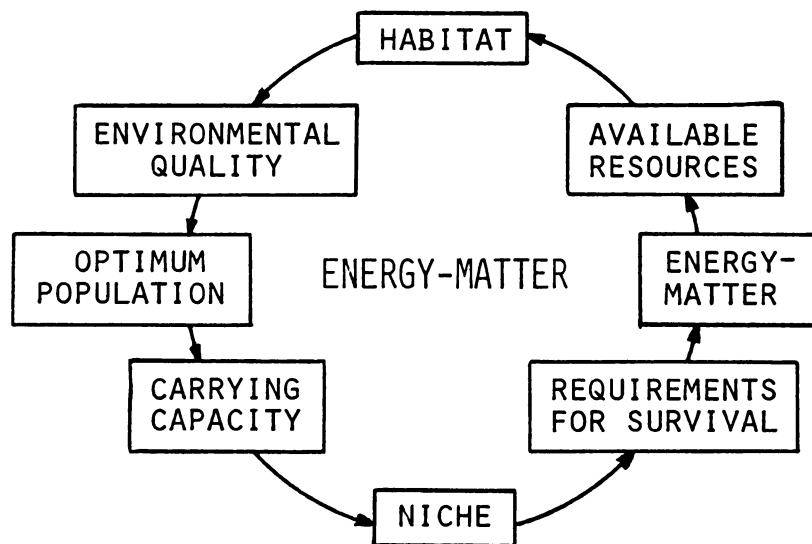 HABITAT
ENVIRONMENTAL
QUALITY
AVAILABLE
RESOURCES
OPTIMUM
POPULATION
ENERGY-MATTER
ENERGY-
MATTER
CARRYING
CAPACITY
REQUIREMENTS
FOR SURVIVAL
NICHE